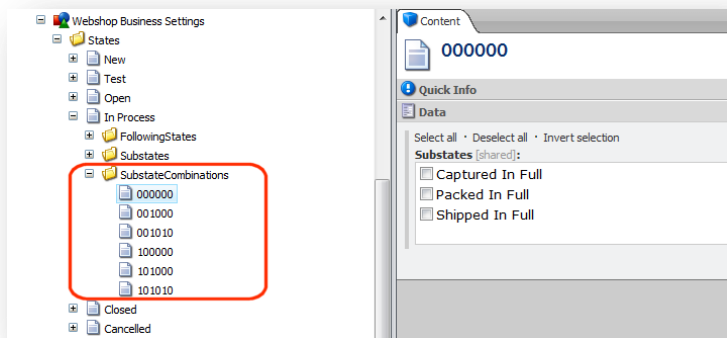 Webshop Business Settings
States
New
Test
Open
In Process
FollowingStates
Substates
SubstateCombinations
000000
001000
001010
100000
101000
101010
Closed
Cancelled
Content
000000
Quick Info
Data
Select all · Deselect all · Invert selection
Substates [shared]:
Captured In Full
Packed In Full
Shipped In Full